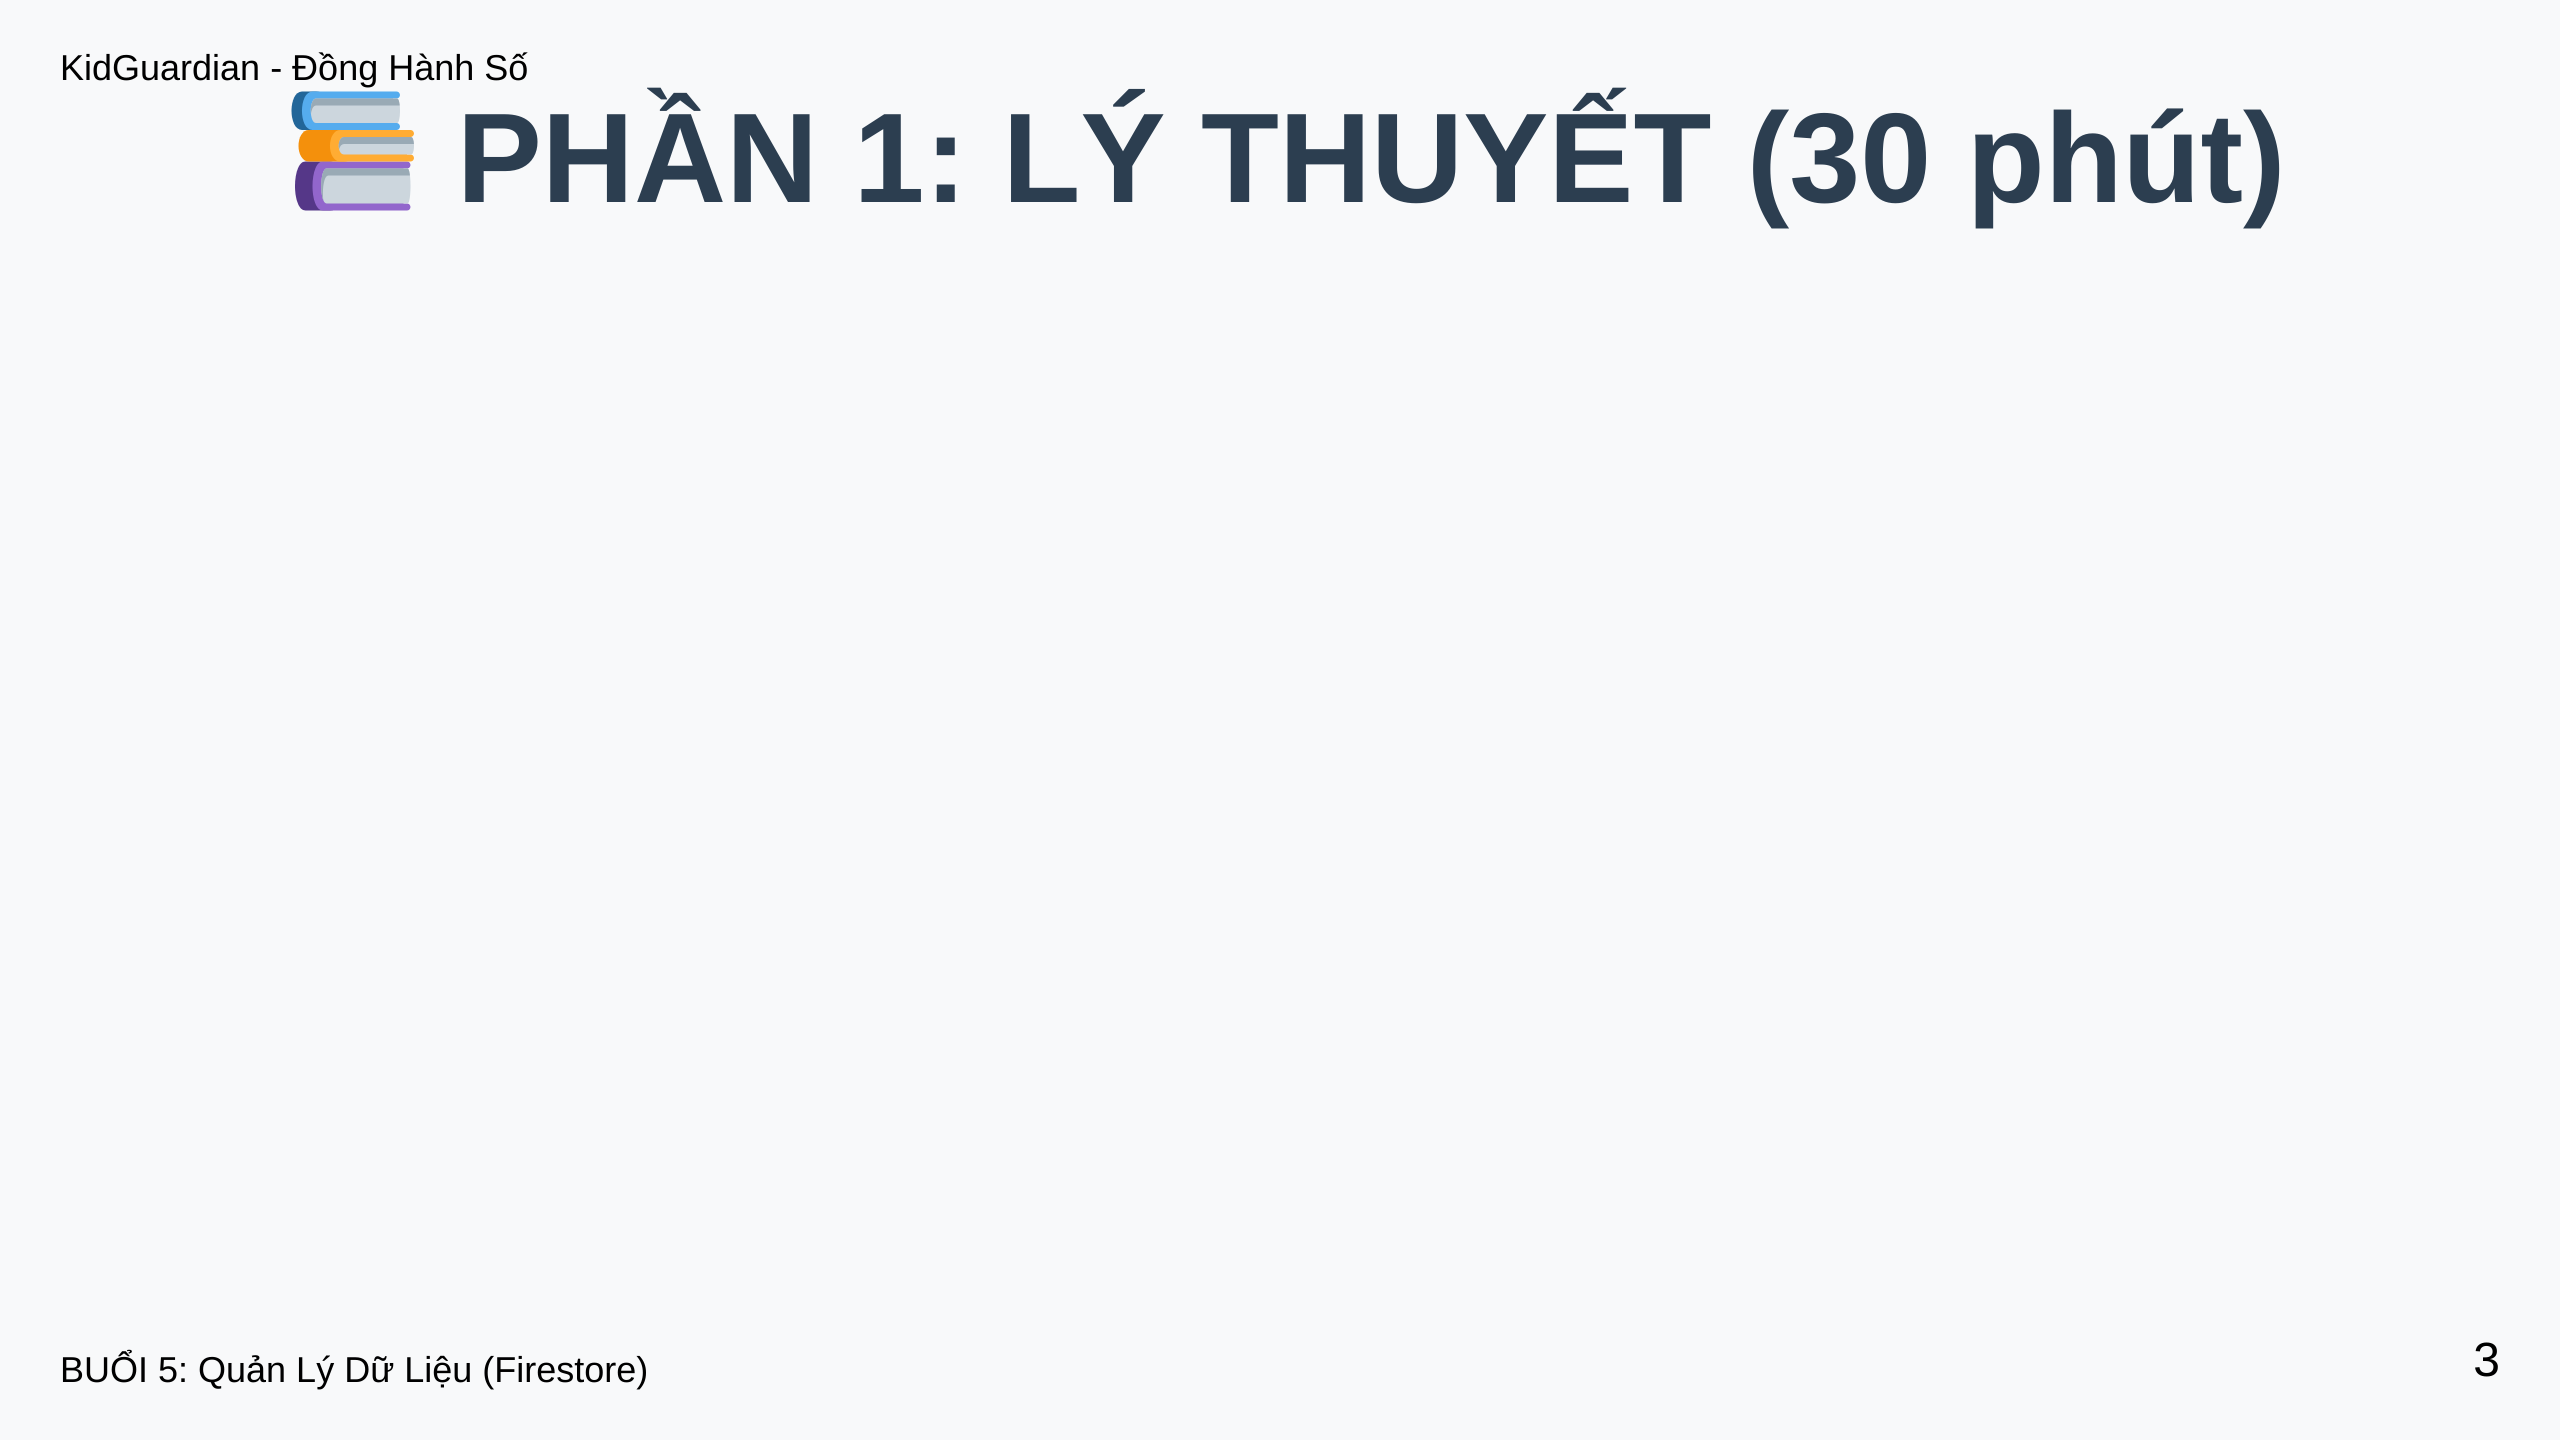 KidGuardian - Đồng Hành Số
PHẦN 1: LÝ THUYẾT (30 phút)
BUỔI 5: Quản Lý Dữ Liệu (Firestore)
3